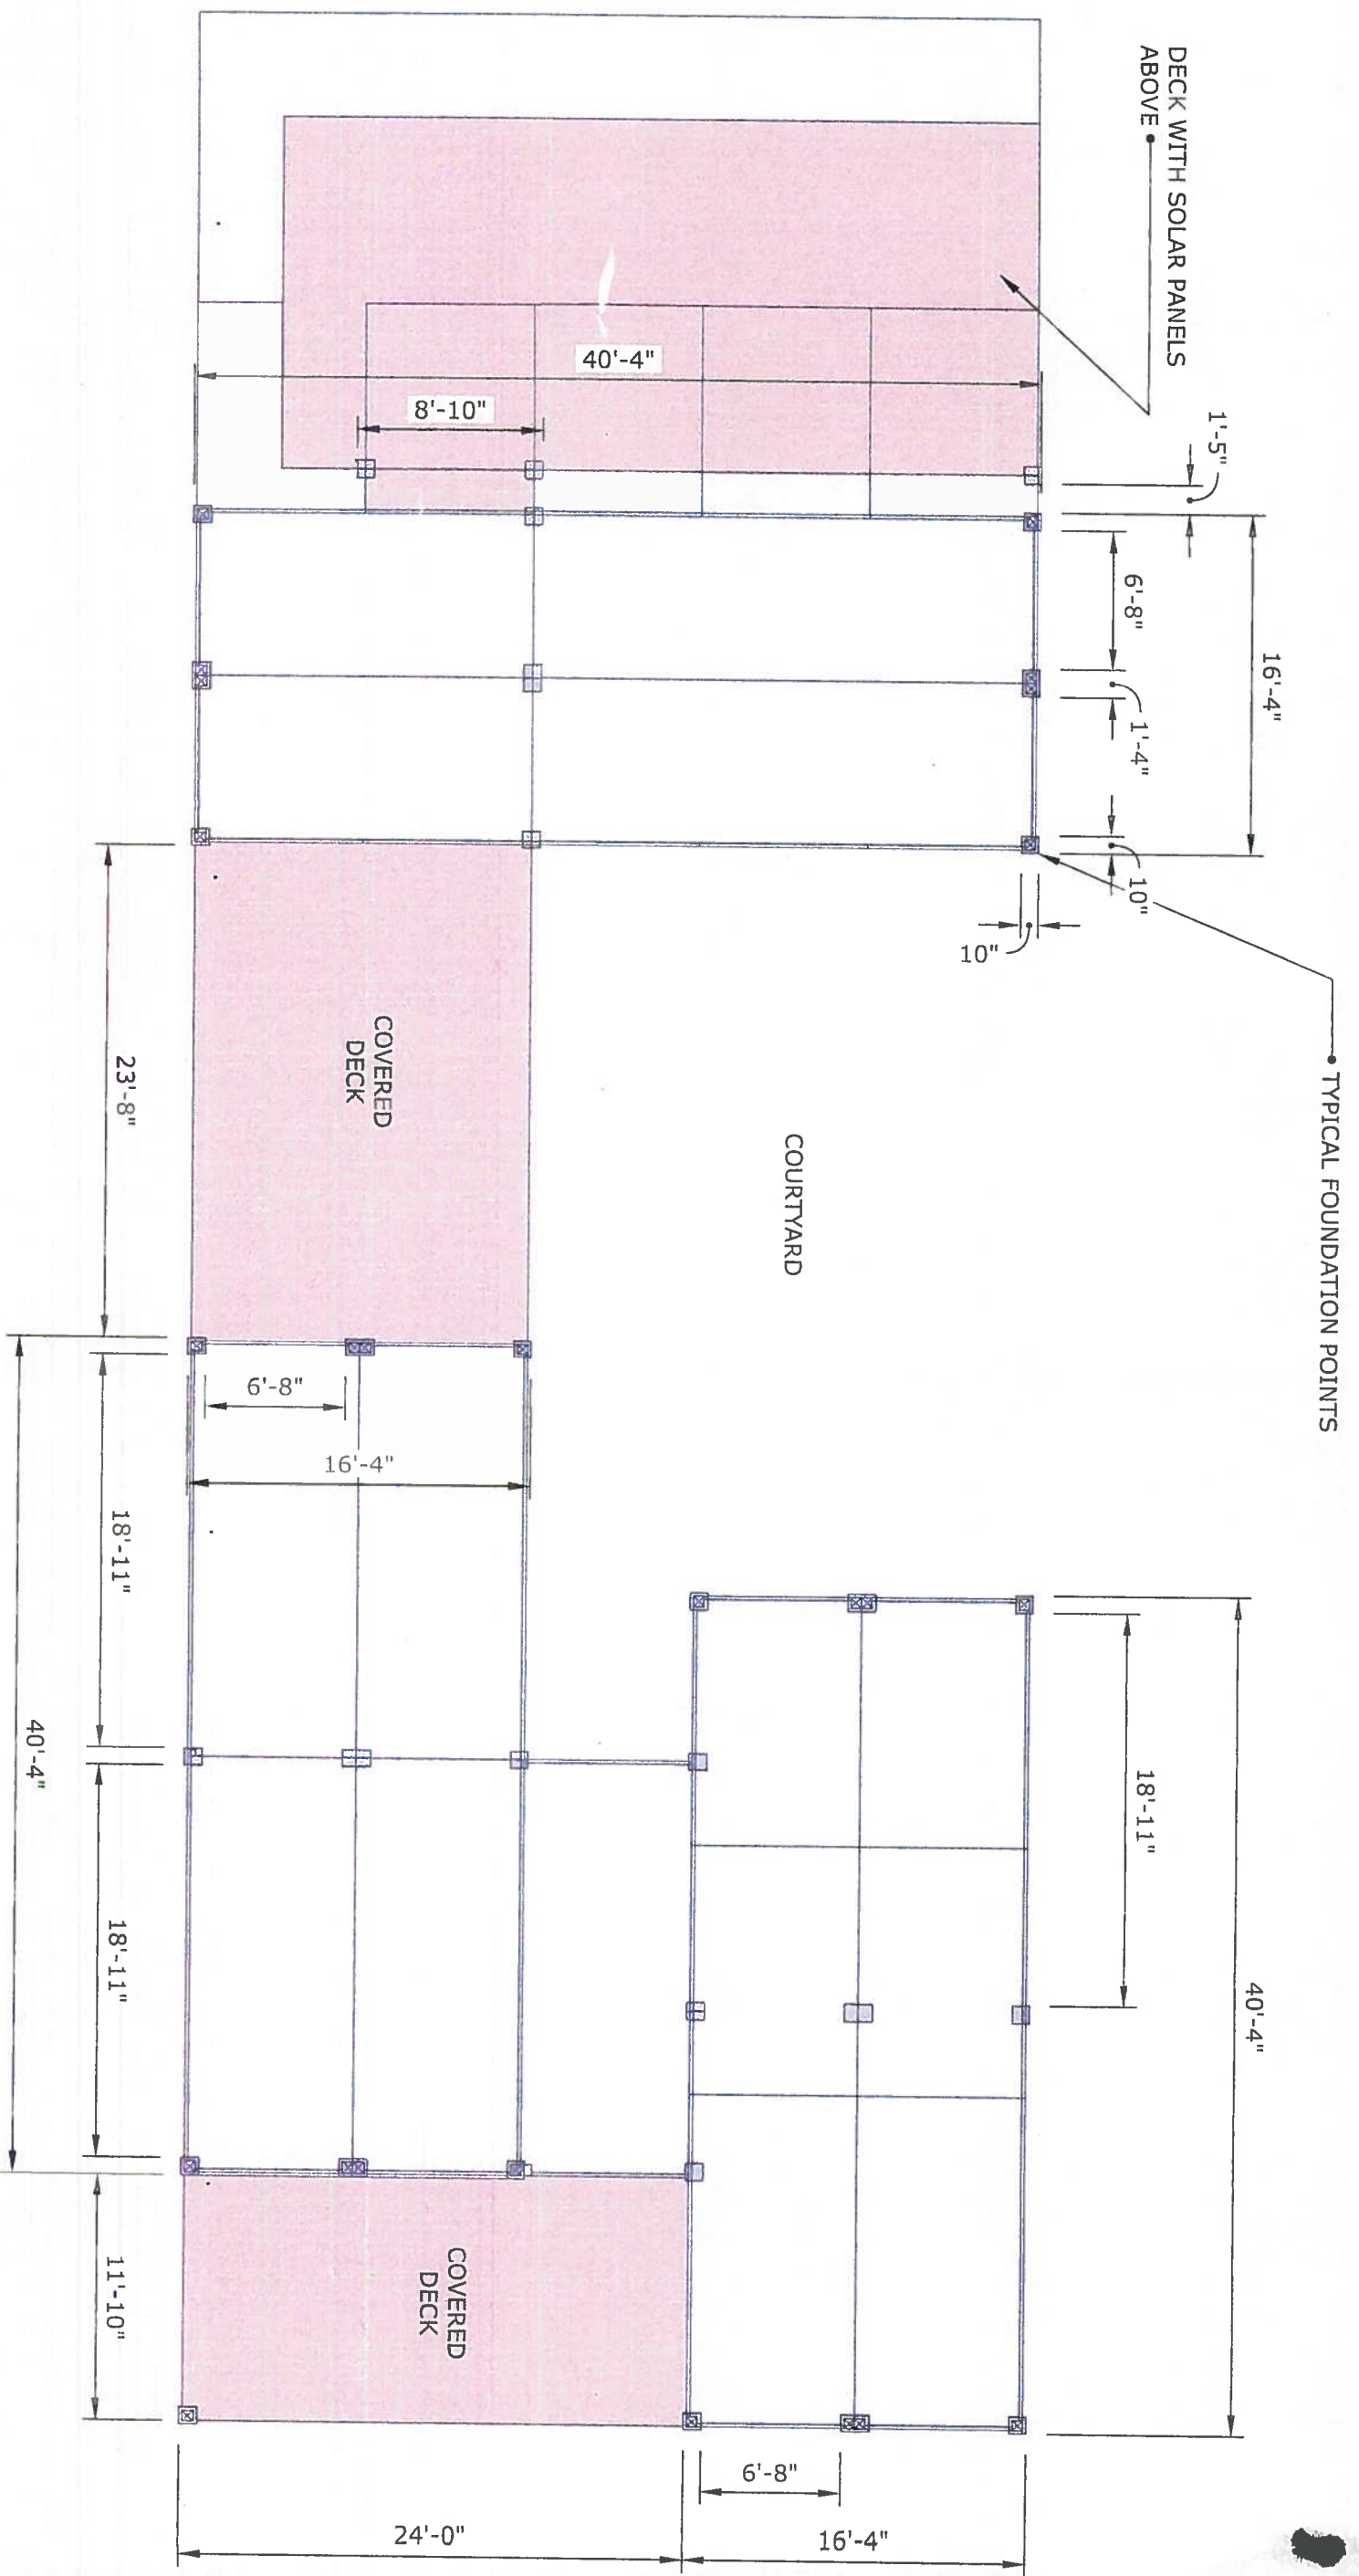 DECK WITH SOLAR PANELS
ABOVE
1'-5"
16'-4"
6'-8"
1'-4"
10"
10"
TYPICAL FOUNDATION POINTS
40'-4"
8'-10"
COVERED
DECK
23'-8"
COURTYARD
6'-8"
16'-4"
18'-11"
40'-4"
18'-11"
18'-11"
40'-4"
COVERED
DECK
11'-10"
6'-8"
24'-0"
16'-4"